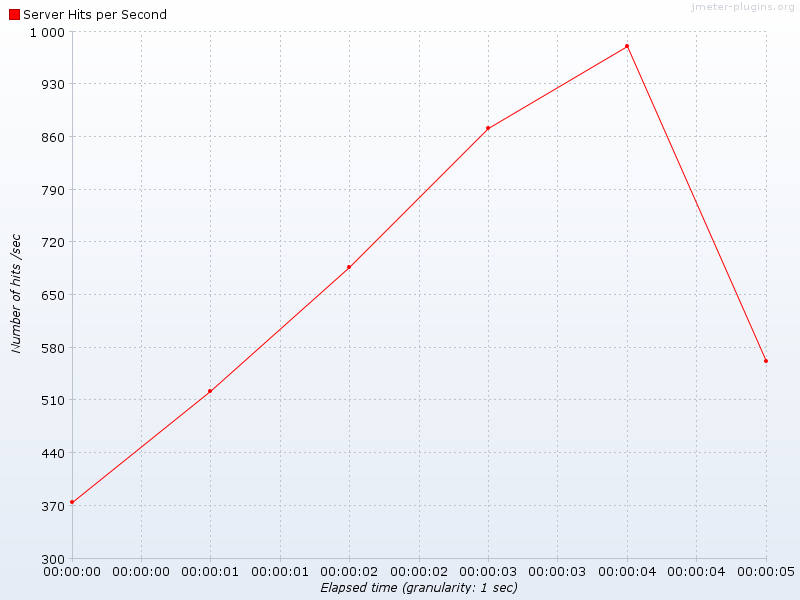 jmeter-plugins.org
Server Hits per Second
1 000
930
860
790
720
650
580
510
440
370
300
Number of hits /sec
00:00:00 00:00:00 00:00:01 00:00:01 00:00:02 00:00:02 00:00:03 00:00:03 00:00:04 00:00:04 00:00:05
Elapsed time (granularity: 1 sec)